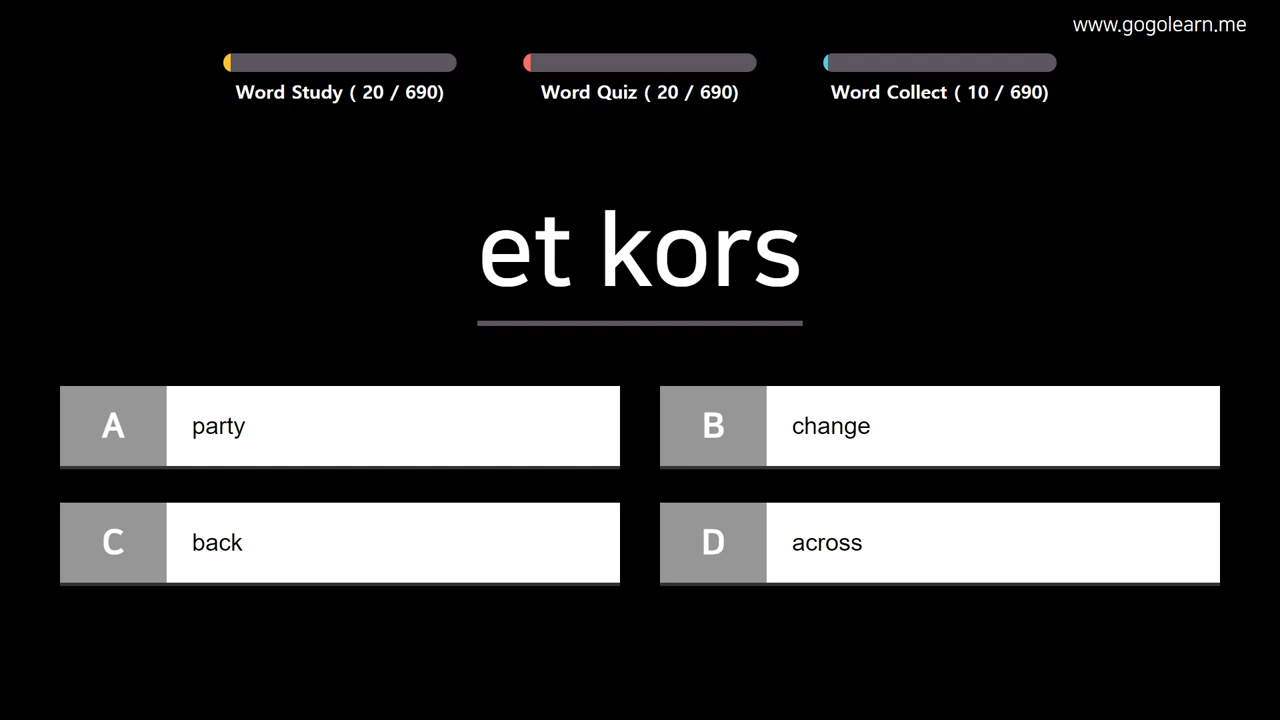 www.gogolearn.me
Word Study ( 20 / 690)
Word Quiz ( 20 / 690)
Word Collect ( 10 / 690)
et kors
A party
B change
C back
D across